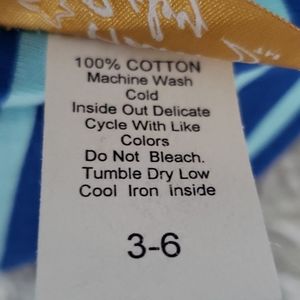 100% COTTON
Machine Wash
Cold
Inside Out Delicate
Cycle With Like
Colors
Do Not Bleach.
Tumble Dry Low
Cool Iron inside
3-6